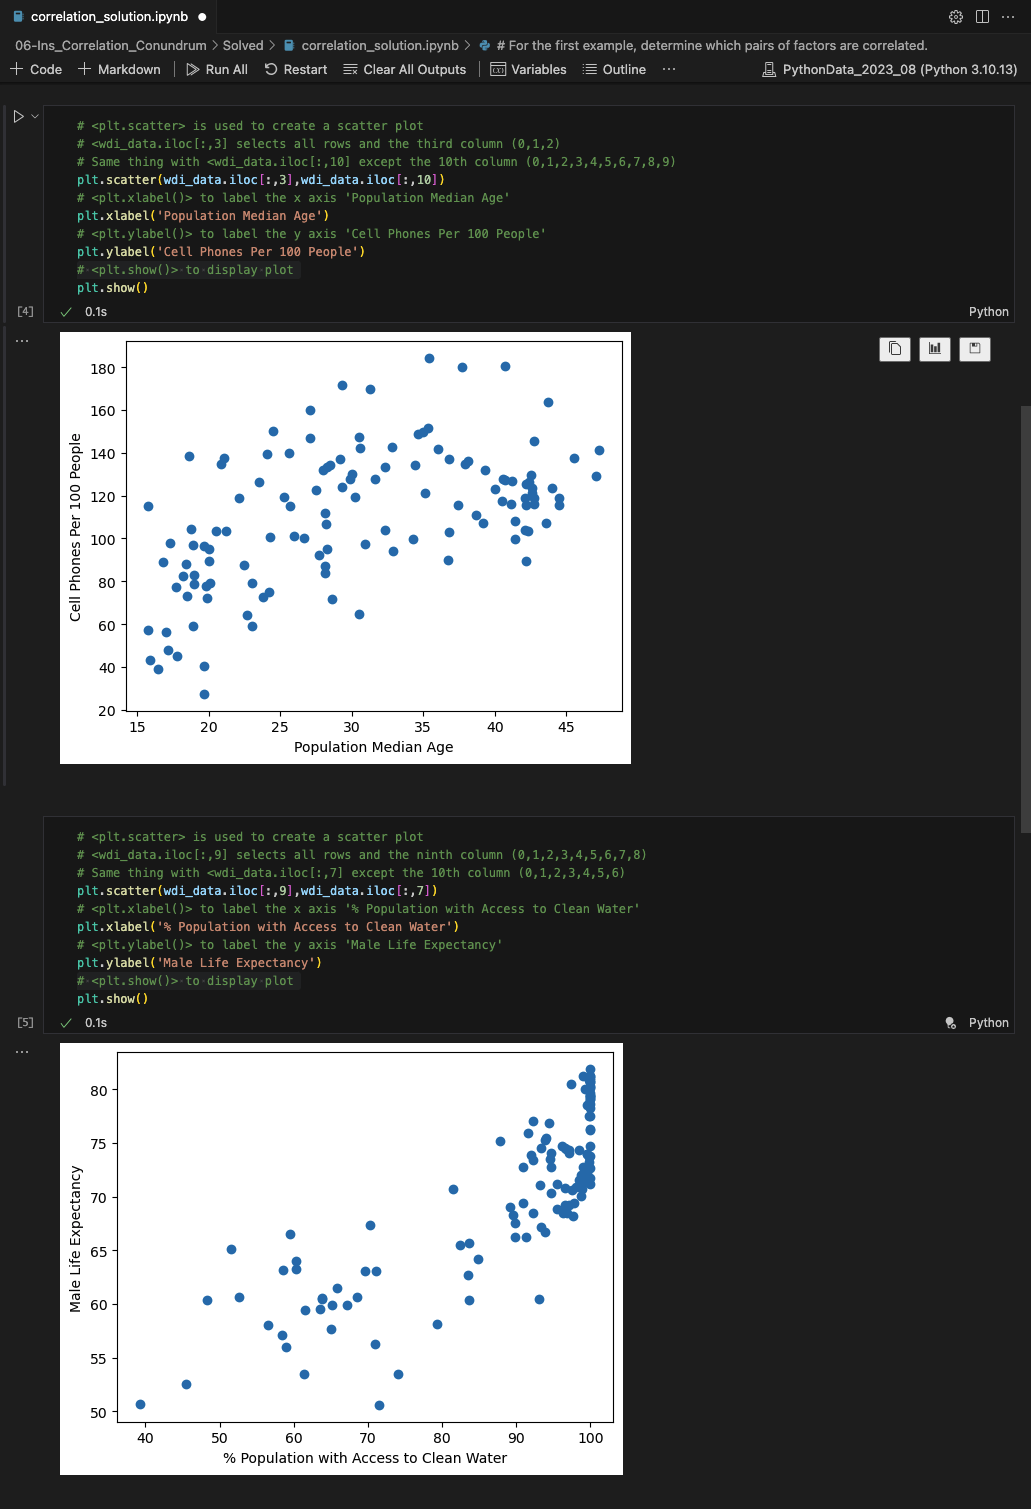 correlation_solution.ipynb
06-Ins_Correlation_Conundrum > Solved > correlation_solution.ipynb > # For the first example, determine which pairs of factors are correlated.
+ Code + Markdown | Run All Restart Clear All Outputs | Variables Outline ... PythonData_2023_08 (Python 3.10.13)
# <plt.scatter> is used to create a scatter plot
# <wdi_data.iloc[:,3] selects all rows and the third column (0,1,2)
# Same thing with <wdi_data.iloc[:,10] except the 10th column (0,1,2,3,4,5,6,7,8,9)
plt.scatter(wdi_data.iloc[:,3],wdi_data.iloc[:,10])
# <plt.xlabel()> to label the x axis 'Population Median Age'
plt.xlabel('Population Median Age')
# <plt.ylabel()> to label the y axis 'Cell Phones Per 100 People'
plt.ylabel('Cell Phones Per 100 People')
# <plt.show()> to display plot
plt.show()
[4] 0.1s Python
180
160
140
120
100
80
60
40
20
Cell Phones Per 100 People
15 20 25 30 35 40 45
Population Median Age
# <plt.scatter> is used to create a scatter plot
# <wdi_data.iloc[:,9] selects all rows and the ninth column (0,1,2,3,4,5,6,7,8)
# Same thing with <wdi_data.iloc[:,7] except the 10th column (0,1,2,3,4,5,6)
plt.scatter(wdi_data.iloc[:,9],wdi_data.iloc[:,7])
# <plt.xlabel()> to label the x axis '% Population with Access to Clean Water'
plt.xlabel('% Population with Access to Clean Water')
# <plt.ylabel()> to label the y axis 'Male Life Expectancy'
plt.ylabel('Male Life Expectancy')
# <plt.show()> to display plot
plt.show()
[5] 0.1s Python
80
75
70
65
60
55
50
Male Life Expectancy
40 50 60 70 80 90 100
% Population with Access to Clean Water